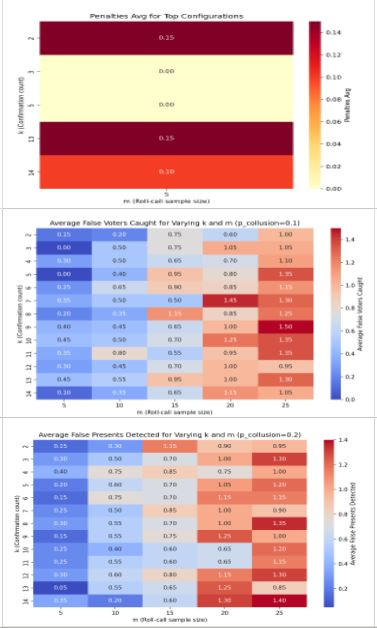 Penalties Avg for Top Configurations
2 0.15
3 0.00
5 0.00
13 0.15
14 0.10
5
m (Roll-call sample size)
k (Confirmation count)
0.14
0.12
0.10
0.08
0.06
0.04
0.02
0.00
Penalties Avg
Average False Voters Caught for Varying k and m (p_collusion=0.1)
2 0.15 0.20 0.75 0.60 1.00
3 0.00 0.50 0.75 1.05 1.05
4 0.30 0.50 0.65 0.70 1.10
5 0.00 0.40 0.95 0.80 1.35
6 0.25 0.65 0.90 0.85 1.15
7 0.35 0.50 0.50 1.45 1.30
8 0.20 0.35 1.15 0.85 1.25
9 0.40 0.45 0.65 1.00 1.50
10 0.45 0.50 0.70 1.25 1.35
11 0.35 0.80 0.55 0.95 1.35
12 0.30 0.45 0.70 1.00 0.95
13 0.45 0.55 0.95 1.00 1.30
14 0.10 0.35 0.65 1.15 1.05
5 10 15 20 25
m (Roll-call sample size)
k (Confirmation count)
1.4
1.2
1.0
0.8
0.6
0.4
0.2
0.0
Average False Voters Caught
Average False Presents Detected for Varying k and m (p_collusion=0.2)
2 0.15 0.30 1.15 0.90 0.95
3 0.30 0.50 0.70 1.00 1.30
4 0.40 0.75 0.85 0.75 1.00
5 0.20 0.60 0.70 1.05 1.20
6 0.15 0.75 0.70 1.15 1.15
7 0.25 0.55 0.70 1.00 0.90
8 0.30 0.55 0.70 1.00 1.35
9 0.15 0.55 0.75 1.25 1.00
10 0.25 0.40 0.60 0.65 1.20
11 0.25 0.55 0.60 0.65 1.15
12 0.30 0.60 0.80 1.15 1.30
13 0.05 0.55 0.85 1.00 1.15
14 0.35 0.20 0.60 1.30 1.40
5 10 15 20 25
m (Roll-call sample size)
k (Confirmation count)
1.4
1.2
1.0
0.8
0.6
0.4
0.2
Average False Presents Detected